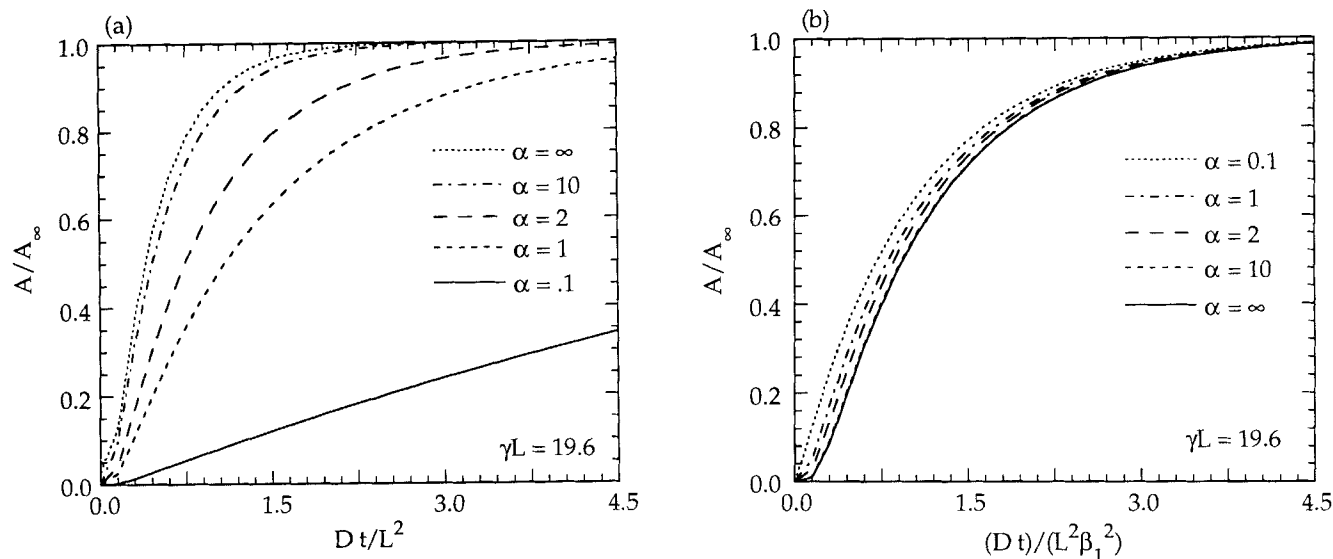 (a)
1.0
0.8
0.6
0.4
0.2
0.0
A/A∞
α = ∞
α = 10
α = 2
α = 1
α = .1
γL = 19.6
0.0 1.5 3.0 4.5
D t/L²
(b)
1.0
0.8
0.6
0.4
0.2
0.0
A/A∞
α = 0.1
α = 1
α = 2
α = 10
α = ∞
γL = 19.6
0.0 1.5 3.0 4.5
(D t)/(L²β₁²)